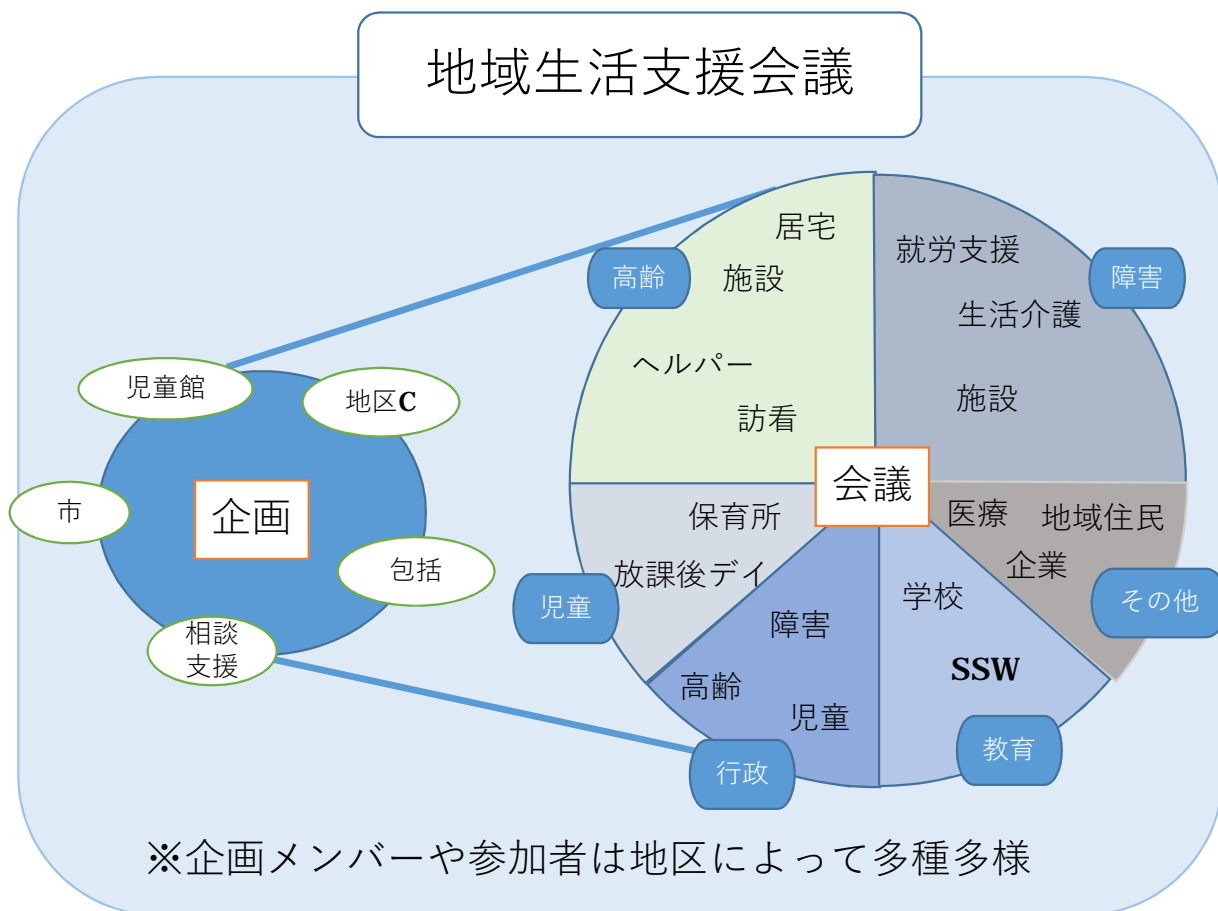 地域生活支援会議
児童館
地区C
市
企画
包括
相談
支援
高齢
居宅
施設
ヘルパー
訪看
障害
就労支援
生活介護
施設
会議
児童
保育所
放課後デイ
行政
障害
高齢
児童
教育
学校
SSW
その他
医療
地域住民
企業
※企画メンバーや参加者は地区によって多種多様